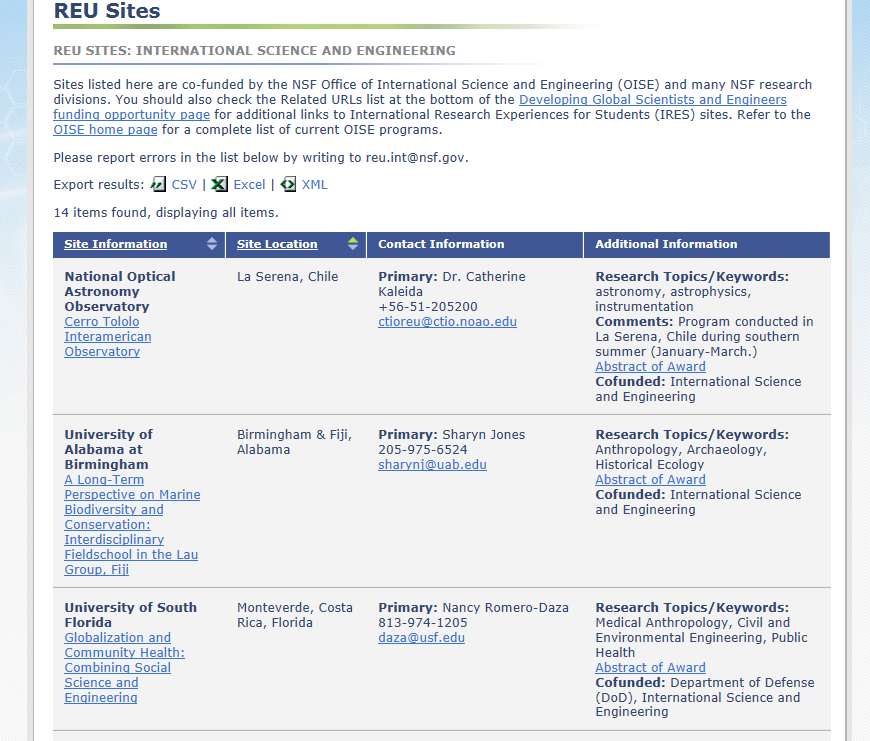 REU Sites
REU SITES: INTERNATIONAL SCIENCE AND ENGINEERING
Sites listed here are co-funded by the NSF Office of International Science and Engineering (OISE) and many NSF research
divisions. You should also check the Related URLs list at the bottom of the Developing Global Scientists and Engineers
funding opportunity page for additional links to International Research Experiences for Students (IRES) sites. Refer to the
OISE home page for a complete list of current OISE programs.
Please report errors in the list below by writing to reu.int@nsf.gov.
Export results: CSV | Excel | XML
14 items found, displaying all items.
Site Information Site Location Contact Information Additional Information
National Optical
Astronomy
Observatory
Cerro Tololo
Interamerican
Observatory
La Serena, Chile
Primary: Dr. Catherine
Kaleida
+56-51-205200
ctioreu@ctio.noao.edu
Research Topics/Keywords:
astronomy, astrophysics,
instrumentation
Comments: Program conducted in
La Serena, Chile during southern
summer (January-March.)
Abstract of Award
Cofunded: International Science
and Engineering
University of
Alabama at
Birmingham
A Long-Term
Perspective on Marine
Biodiversity and
Conservation:
Interdisciplinary
Fieldschool in the Lau
Group, Fiji
Birmingham & Fiji,
Alabama
Primary: Sharyn Jones
205-975-6524
sharynj@uab.edu
Research Topics/Keywords:
Anthropology, Archaeology,
Historical Ecology
Abstract of Award
Cofunded: International Science
and Engineering
University of South
Florida
Globalization and
Community Health:
Combining Social
Science and
Engineering
Monteverde, Costa
Rica, Florida
Primary: Nancy Romero-Daza
813-974-1205
daza@usf.edu
Research Topics/Keywords:
Medical Anthropology, Civil and
Environmental Engineering, Public
Health
Abstract of Award
Cofunded: Department of Defense
(DoD), International Science and
Engineering